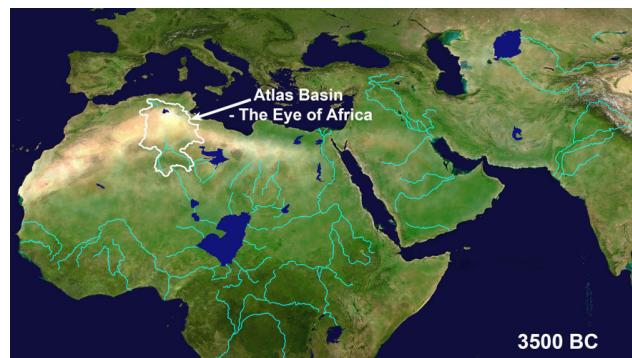 Atlas Basin
- The Eye of Africa
3500 BC